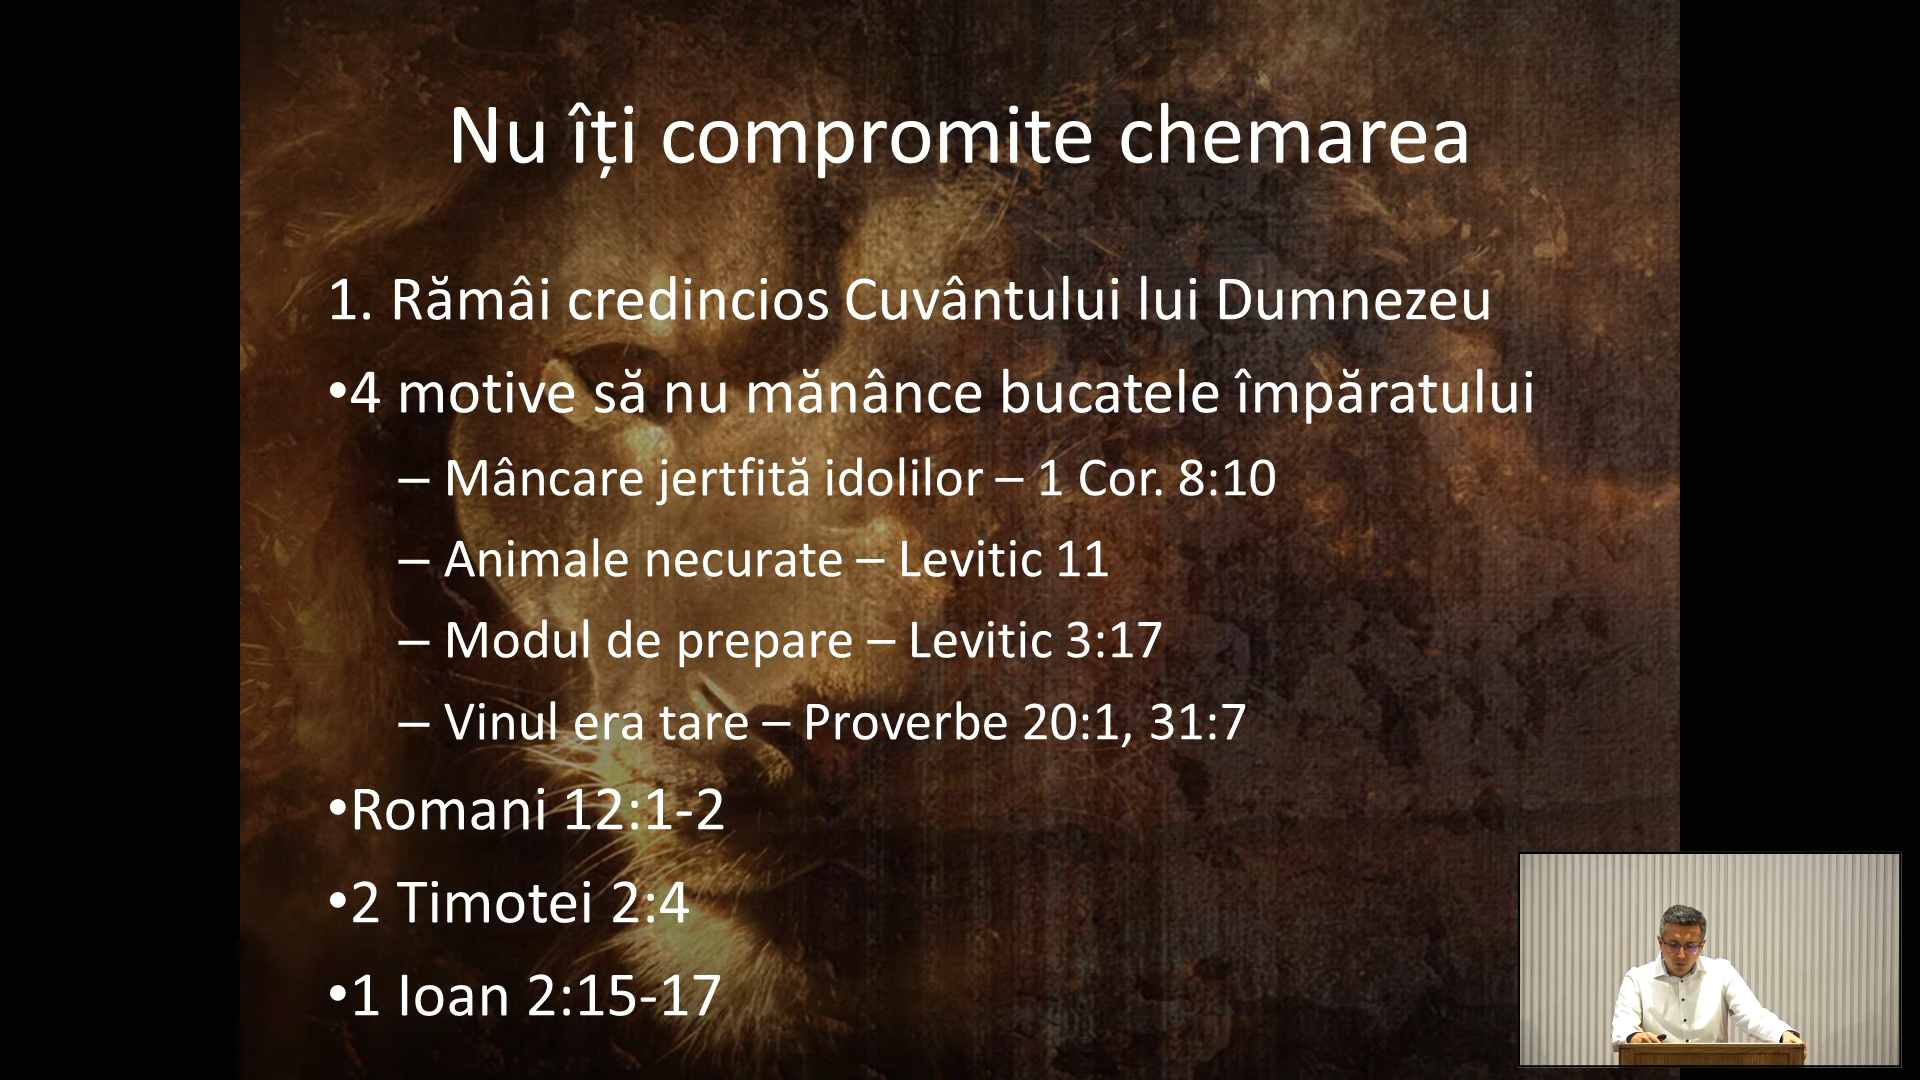 Nu îți compromite chemarea
1. Rămâi credincios Cuvântului lui Dumnezeu
•4 motive să nu mănânce bucatele împăratului
– Mâncare jertfită idolilor – 1 Cor. 8:10
– Animale necurate – Levitic 11
– Modul de prepare – Levitic 3:17
– Vinul era tare – Proverbe 20:1, 31:7
•Romani 12:1-2
•2 Timotei 2:4
•1 Ioan 2:15-17